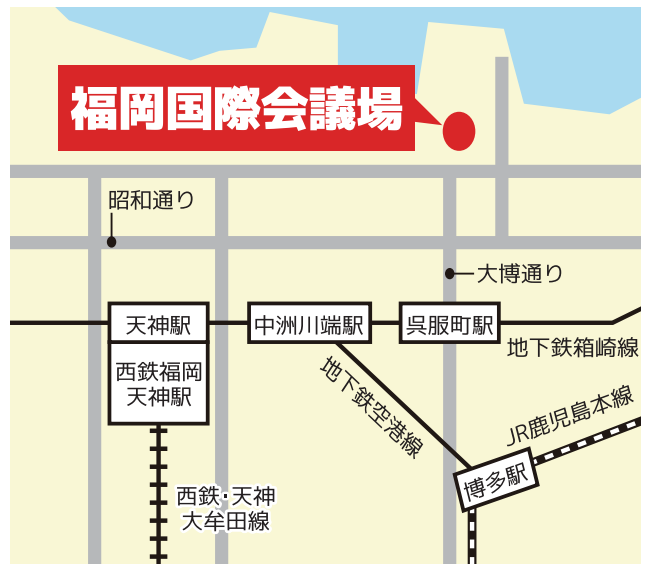 福岡国際会議場
昭和通り
大博通り
天神駅
中洲川端駅
呉服町駅
地下鉄箱崎線
西鉄福岡
天神駅
地下鉄空港線
JR鹿児島本線
博多駅
西鉄・天神
大牟田線